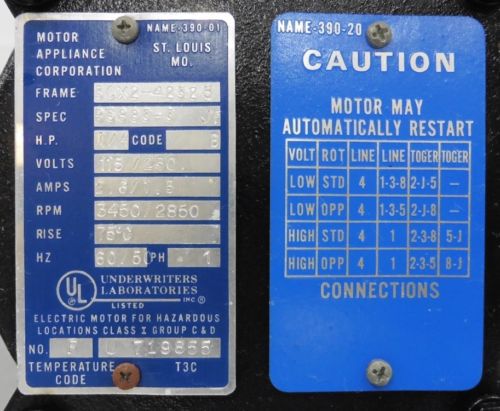 NAME-390-01
MOTOR
APPLIANCE
CORPORATION
ST. LOUIS
MO.
FRAME
SPEC
H.P. 1/4 CODE
VOLTS 115/230
AMPS
RPM 3450/2850
RISE 75°C
HZ 60/50 PH 1
UL
UNDERWRITERS
LABORATORIES
INC ®
LISTED
ELECTRIC MOTOR FOR HAZARDOUS
LOCATIONS CLASS I GROUP C & D
NO. F U 719855
TEMPERATURE T3C
CODE
NAME-390-20
CAUTION
MOTOR MAY
AUTOMATICALLY RESTART
VOLT ROT LINE LINE TOGER TOGER
LOW STD 4 1-3-8 2-J-5 —
LOW OPP 4 1-3-5 2-J-8 —
HIGH STD 4 1 2-3-8 5-J
HIGH OPP 4 1 2-3-5 8-J
CONNECTIONS